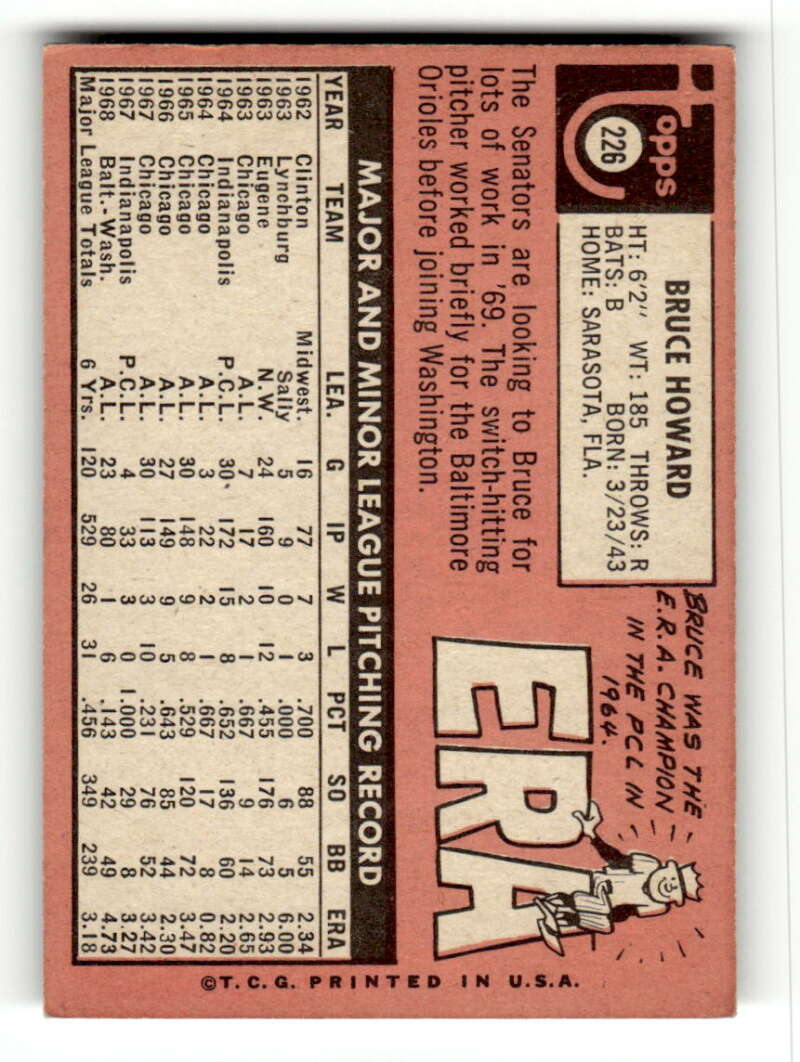 topps
226
BRUCE HOWARD
HT: 6'2" WT: 185 THROWS: R
BATS: B BORN: 3/23/43
HOME: SARASOTA, FLA.
The Senators are looking to Bruce for
lots of work in '69. The switch-hitting
pitcher worked briefly for the Baltimore
Orioles before joining Washington.
BRUCE WAS THE
E.R.A. CHAMPION
IN THE PCL IN
1964.
ERA
MAJOR AND MINOR LEAGUE PITCHING RECORD
YEAR TEAM LEA. G IP W L PCT SO BB ERA
1962 Clinton Midwest. 16 77 7 3 .700 88 55 2.34
1963 Lynchburg Sally 5 9 0 1 .000 6 5 6.00
1963 Eugene N.W. 24 160 10 12 .455 176 73 2.93
1963 Chicago A.L. 7 17 2 1 .667 9 14 2.65
1964 Indianapolis P.C.L. 30 172 15 8 .652 136 60 2.20
1964 Chicago A.L. 3 22 2 1 .667 17 8 0.82
1965 Chicago A.L. 30 148 9 8 .529 120 72 3.47
1966 Chicago A.L. 27 149 9 5 .643 85 44 2.30
1967 Chicago A.L. 30 113 3 10 .231 76 52 3.42
1967 Indianapolis P.C.L. 4 33 3 0 1.000 29 8 3.27
1968 Balt.-Wash. A.L. 23 80 1 6 .143 42 49 4.73
Major League Totals 6 Yrs. 120 529 26 31 .456 349 239 3.18
©T.C.G. PRINTED IN U.S.A.